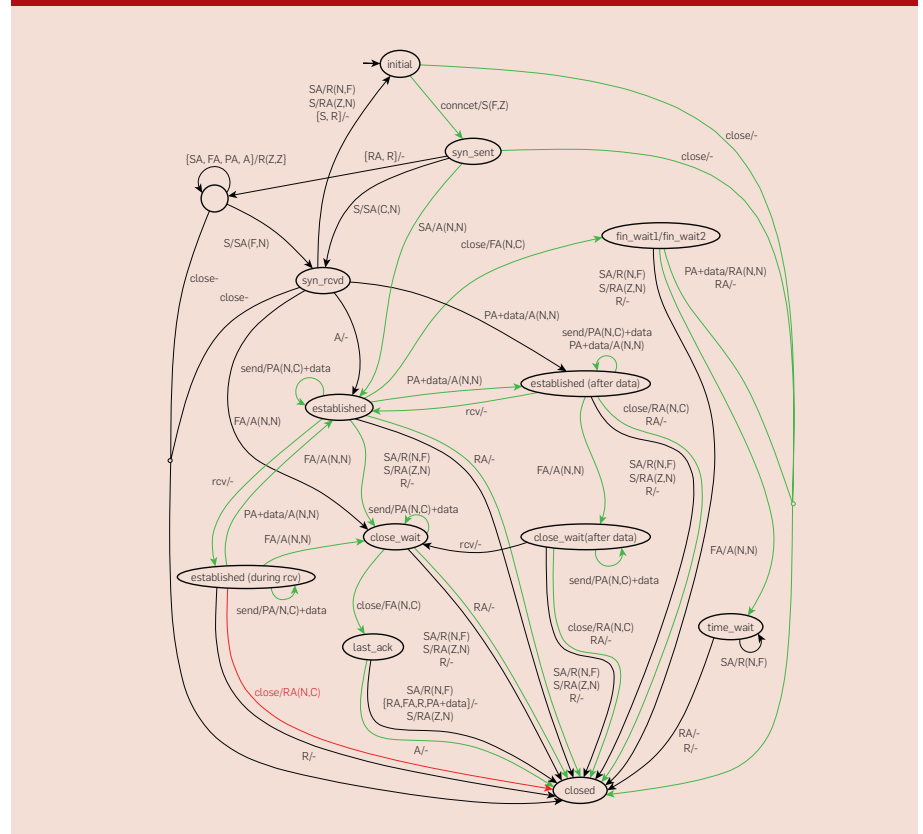 initial
SA/R(N,F)
S/RA(Z,N)
[S, R]/-
conncet/S(F,Z)
close/-
[SA, FA, PA, A]/R(Z,Z]
[RA, R]/-
syn_sent
close/-
S/SA(C,N)
S/SA(F,N)
SA/A(N,N)
close/FA(N,C)
fin_wait1/fin_wait2
close-
close-
syn_rcvd
SA/R(N,F)
S/RA(Z,N)
R/-
PA+data/RA(N,N)
RA/-
A/-
PA+data/A(N,N)
send/PA(N,C)+data
PA+data/A(N,N)
send/PA(N,C)+data
PA+data/A(N,N)
established (after data)
rcv/-
established
close/RA(N,C)
RA/-
FA/A(N,N)
FA/A(N,N)
SA/R(N,F)
S/RA(Z,N)
R/-
RA/-
FA/A(N,N)
SA/R(N,F)
S/RA(Z,N)
R/-
rcv/-
PA+data/A(N,N)
send/PA(N,C)+data
FA/A(N,N)
close_wait
rcv/-
close_wait(after data)
FA/A(N,N)
established (during rcv)
send/PA(N,C)+data
send/PA/N,C)+data
close/FA(N,C)
RA/-
close/RA(N,C)
RA/-
time_wait
last_ack
SA/R(N,F)
S/RA(Z,N)
R/-
SA/R(N,F)
SA/R(N,F)
S/RA(Z,N)
R/-
close/RA(N,C)
SA/R(N,F)
[RA,FA,R,PA+data]/-
S/RA(Z,N)
RA/-
R/-
R/-
A/-
closed